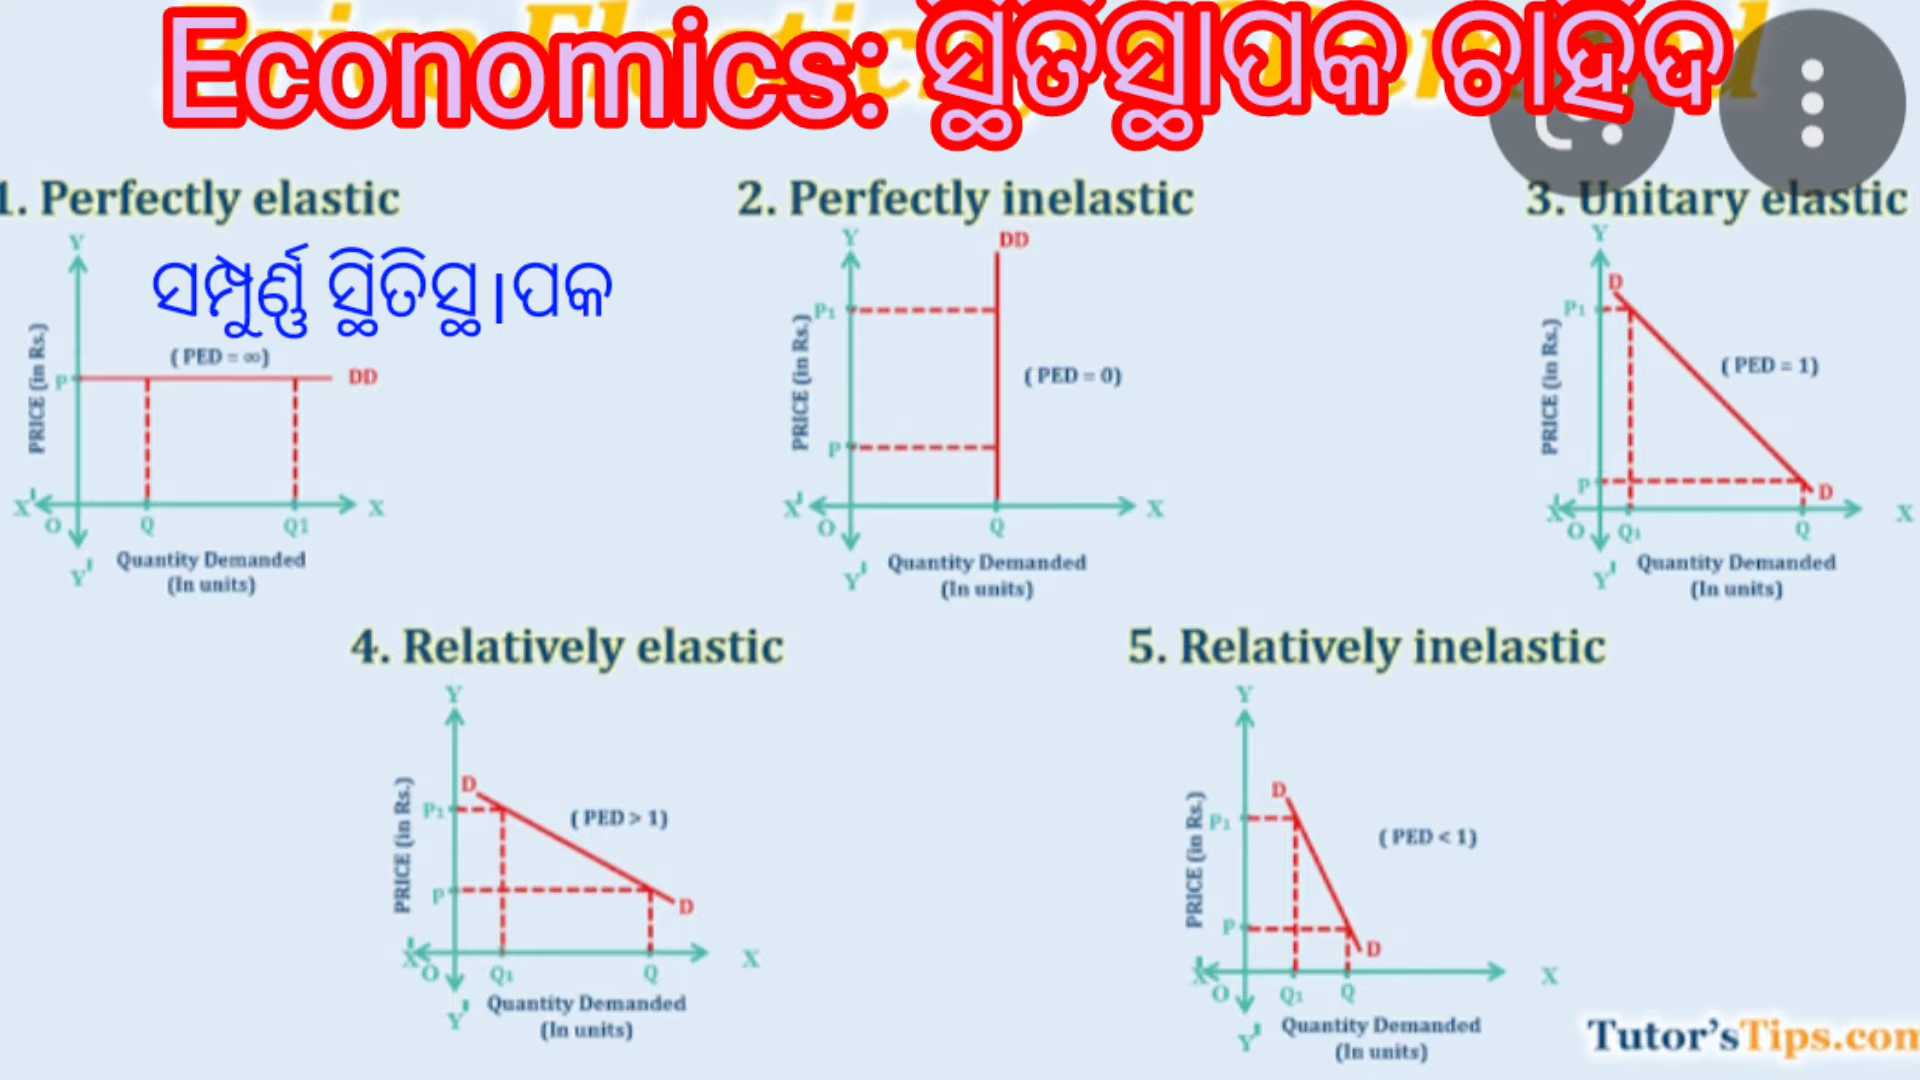 Economics: ସ୍ଥିତିସ୍ଥାପକ ଚାହିଦା
1. Perfectly elastic
2. Perfectly inelastic
3. Unitary elastic
ସମ୍ପୁର୍ଣ୍ଣ ସ୍ଥିତିସ୍ଥାପକ
Y
( PED = ∞)
PRICE (in Rs.)
P
DD
X'
O
Q
Q1
X
Y'
Quantity Demanded
(In units)
Y
DD
P1
PRICE (in Rs.)
( PED = 0)
P
X'
O
Q
X
Y'
Quantity Demanded
(In units)
Y
D
P1
PRICE (in Rs.)
( PED = 1)
P
D
X'
O
Q1
Q
X
Y'
Quantity Demanded
(In units)
4. Relatively elastic
5. Relatively inelastic
Y
D
P1
( PED > 1)
PRICE (in Rs.)
P
D
X'
O
Q1
Q
X
Y'
Quantity Demanded
(In units)
Y
D
P1
( PED < 1)
PRICE (in Rs.)
P
D
X'
O
Q1
Q
X
Y'
Quantity Demanded
(In units)
Tutor'sTips.com